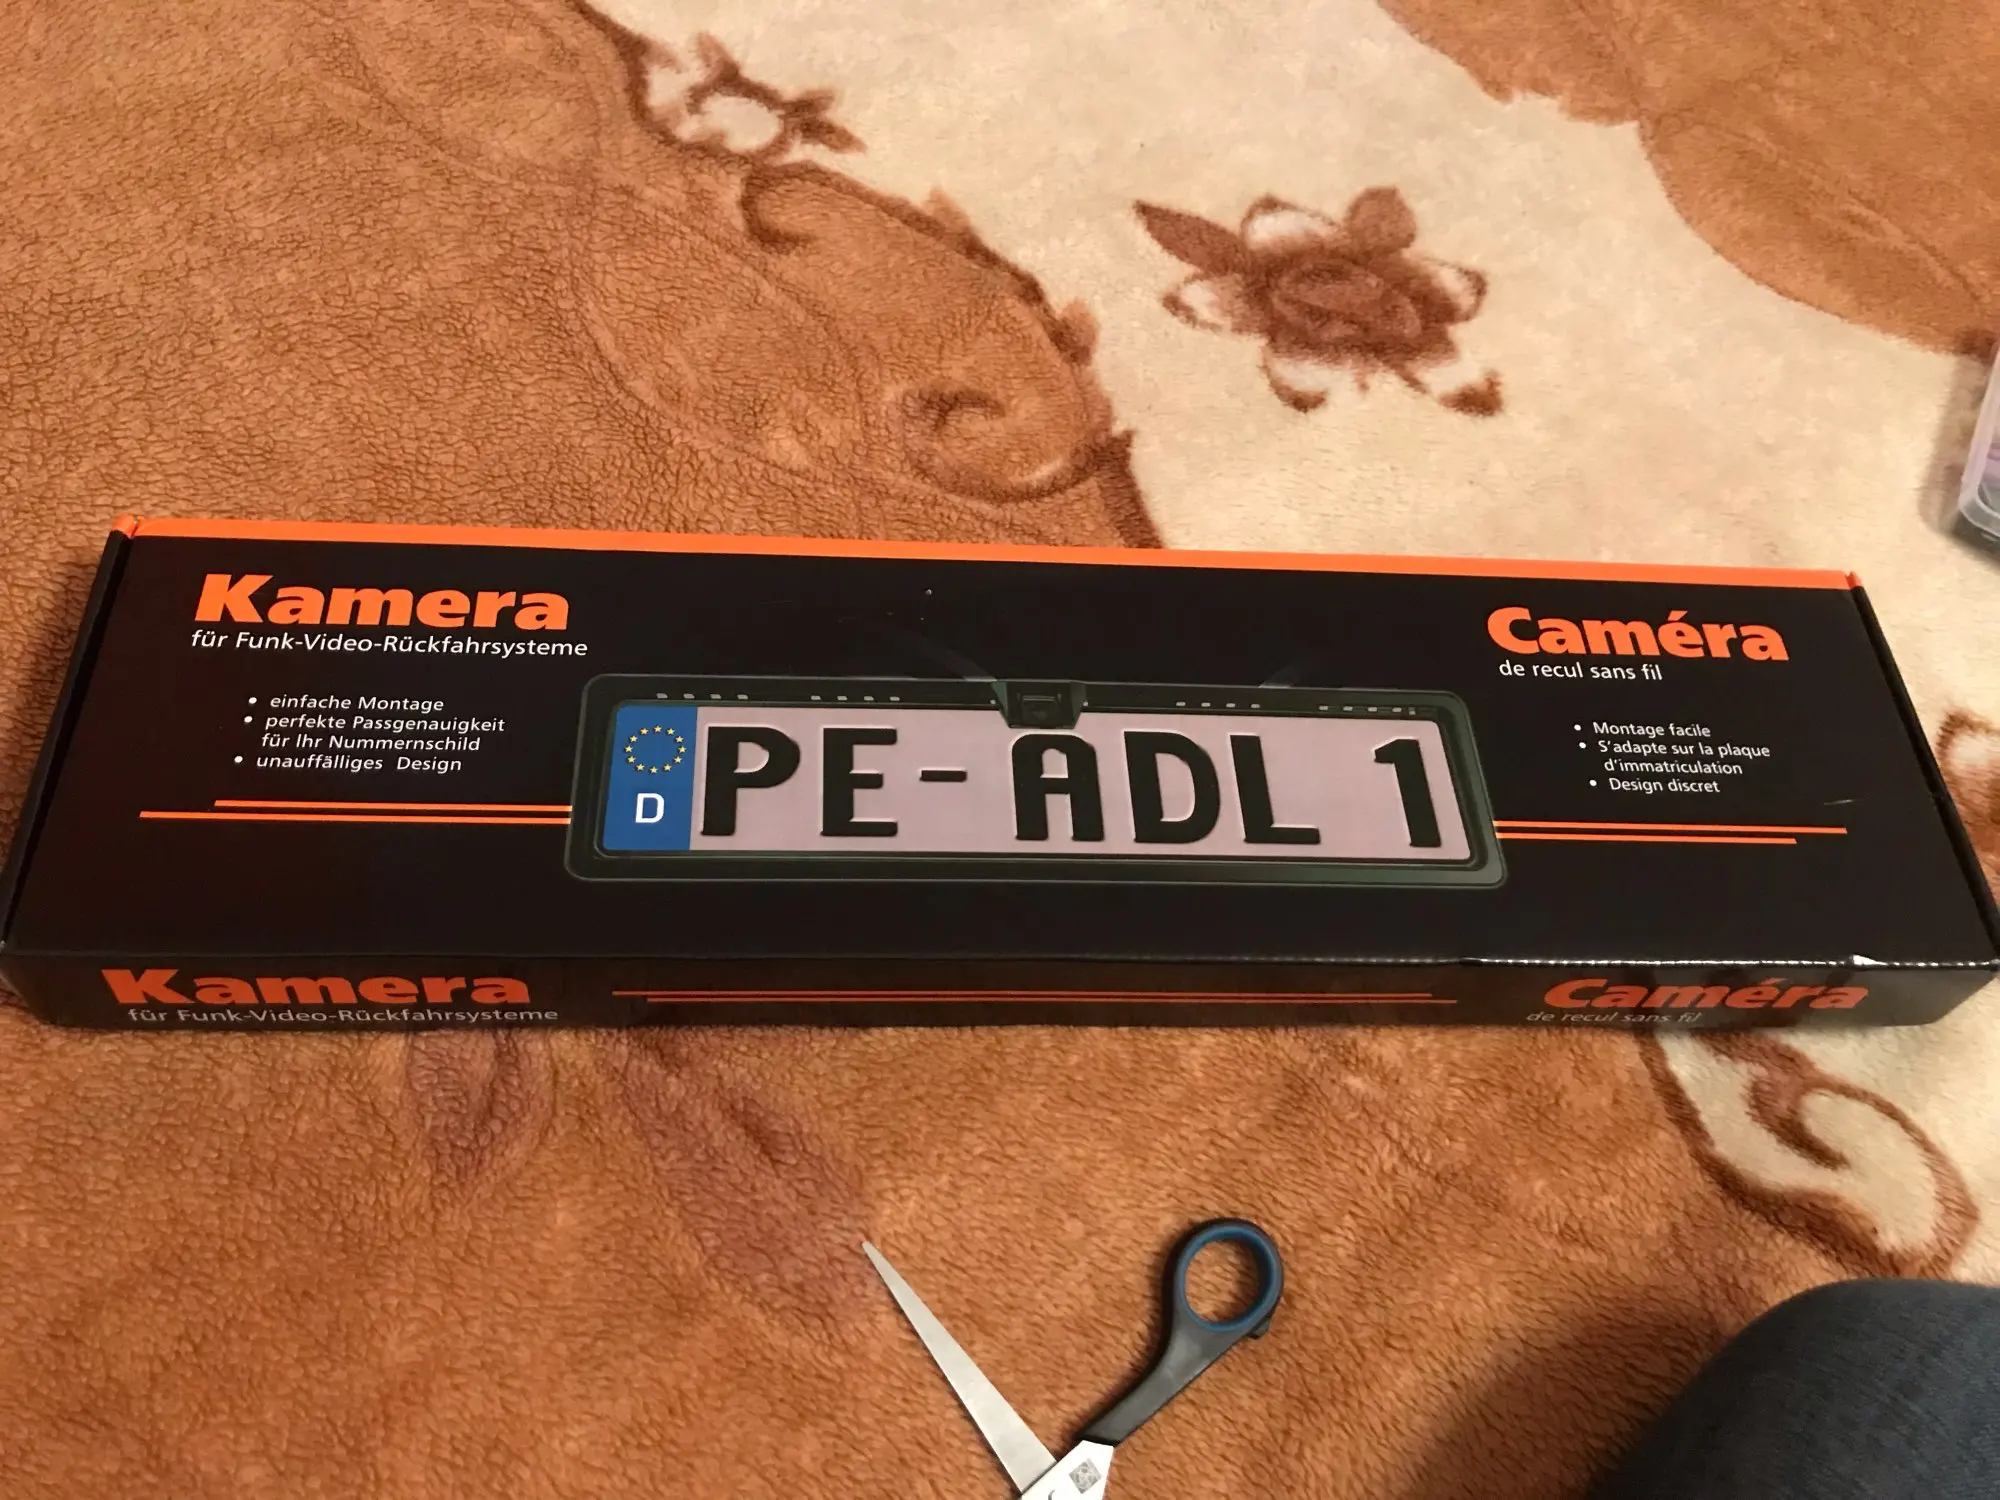 Kamera
für Funk-Video-Rückfahrsysteme
• einfache Montage
• perfekte Passgenauigkeit
für Ihr Nummernschild
• unauffälliges Design
D
PE-ADL 1
Caméra
de recul sans fil
• Montage facile
• S'adapte sur la plaque
d'immatriculation
• Design discret
Kamera
für Funk-Video-Rückfahrsysteme
Caméra
de recul sans fil